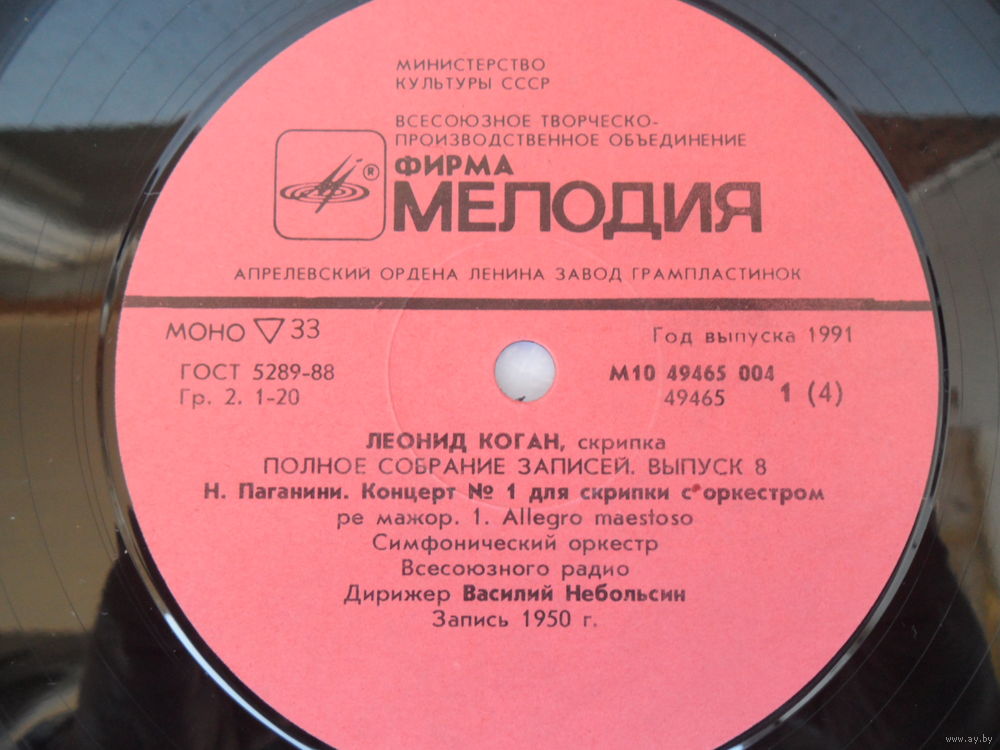 МИНИСТЕРСТВО
КУЛЬТУРЫ СССР
ВСЕСОЮЗНОЕ ТВОРЧЕСКО-
ПРОИЗВОДСТВЕННОЕ ОБЪЕДИНЕНИЕ
®
ФИРМА
МЕЛОДИЯ
АПРЕЛЕВСКИЙ ОРДЕНА ЛЕНИНА ЗАВОД ГРАМПЛАСТИНОК
МОНО ▽ 33
Год выпуска 1991
ГОСТ 5289-88
М10 49465 004
Гр. 2. 1-20
49465 1 (4)
ЛЕОНИД КОГАН, скрипка
ПОЛНОЕ СОБРАНИЕ ЗАПИСЕЙ. ВЫПУСК 8
Н. Паганини. Концерт № 1 для скрипки с оркестром
ре мажор. 1. Allegro maestoso
Симфонический оркестр
Всесоюзного радио
Дирижер Василий Небольсин
Запись 1950 г.
www.ay.by